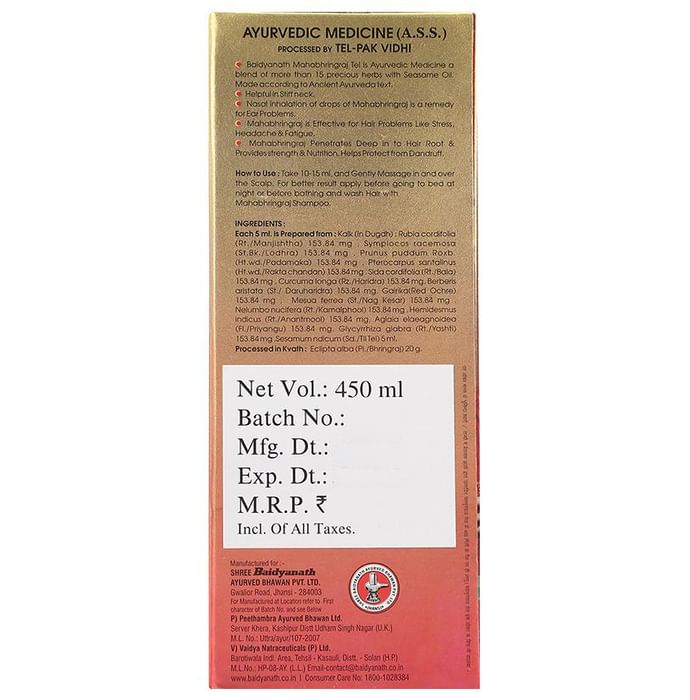 AYURVEDIC MEDICINE (A.S.S.)
PROCESSED BY TEL-PAK VIDHI
Baidyanath Mahabhringraj Tel is Ayurvedic Medicine a
blend of more than 15 precious herbs with Seasame Oil.
Made according to Ancient Ayurveda text.
Helpful in Stiff neck.
Nasal inhalation of drops of Mahabhringraj is a remedy
for Ear Problems.
Mahabhringraj is Effective for Hair Problems Like Stress,
Headache & Fatigue.
Mahabhringraj Penetrates Deep in to Hair Root &
Provides strength & Nutrition. Helps Protect from Dandruff.
How to Use : Take 10-15 ml, and Gently Massage in and over
the Scalp. For better result apply before going to bed at
night or before bathing and wash Hair with
Mahabhringraj Shampoo.
INGREDIENTS :
Each 5 ml. is Prepared from : Kalk (In Dugdh) : Rubia cordifolia
(Rt./Manjishtha) 153.84 mg , Symplocos racemosa
(St.Bk./Lodhra) 153.84 mg , Prunus puddum Roxb.
(Ht.wd./Padamaka) 153.84 mg , Pterocarpus santalinus
(Ht.wd./Rakta chandan) 153.84 mg , Sida cordifolia (Rt./Bala)
153.84 mg , Curcuma longa (Rz./Haridra) 153.84 mg, Berberis
aristata (St./ Daruharidra) 153.84 mg, Gairika(Red Ochre)
153.84 mg , Mesua ferrea (St./Nag Kesar) 153.84 mg ,
Nelumbo nucifera (Rt./Kamalphool) 153.84 mg, Hemidesmus
indicus (Rt./Anantmool) 153.84 mg, Aglaia elaeagnoidea
(Fl./Priyangu) 153.84 mg, Glycyrrhiza glabra (Rt./Yashti)
153.84 mg ,Sesamum ndicum (Sd./Til Tel) 5 ml.
Processed in Kvath : Eclipta alba (Pl./Bhringraj) 20 g.
Net Vol.: 450 ml
Batch No.:
Mfg. Dt.:
Exp. Dt.:
M.R.P. ₹
Incl. Of All Taxes.
Manufactured for :-
SHREE Baidyanath
AYURVED BHAWAN PVT. LTD.
Gwalior Road, Jhansi - 284003
For Manufactured at Location refer to First
character of Batch No. and see Below
P) Peethambra Ayurved Bhawan Ltd.
Server Khera, Kashipur Distt Udham Singh Nagar (U.K.)
M.L. No.: Uttra/ayur/107-2007
V) Vaidya Natraceuticals (P) Ltd.
Barotiwala Indl. Area, Tehsil - Kasauli, Distt. - Solan (H.P.)
M.L.No.: HP-08-AY (L.L.) Email-contact@baidyanath.co.in
www.baidyanath.co.in | Consumer Care No: 1800-1028384
SHREE BAIDYANATH AYURVED BHAWAN PVT. LTD.
JHANSI